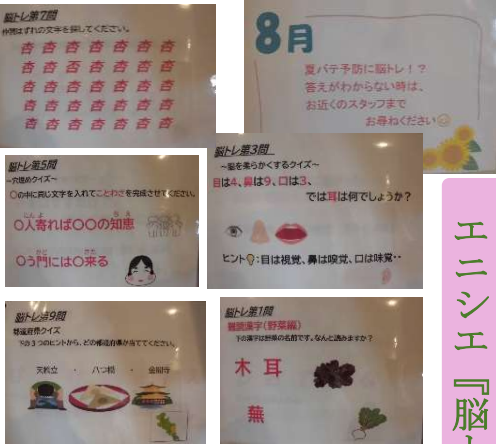 脳トレ第7問
仲間はずれの文字を探してください。
杏 杏 杏 杏 杏 杏 杏
杏 杏 否 杏 杏 杏 杏
杏 杏 杏 杏 杏 杏 杏
杏 杏 杏 杏 杏 杏 杏
杏 杏 杏 杏 杏 杏 杏
8月
夏バテ予防に脳トレ！？
答えがわからない時は、
お近くのスタッフまで
お尋ねください☺
脳トレ第5問
～穴埋めクイズ～
〇の中に同じ文字を入れてことわざを完成させてください。
〇人寄れば〇〇の知恵
〇う門には〇来る
脳トレ第3問
～脳を柔らかくするクイズ～
目は4、鼻は9、口は3、
では耳は何でしょうか？
ヒント💡:目は視覚、鼻は嗅覚、口は味覚‥
脳トレ第9問
都道府県クイズ
下の3つのヒントから、どの都道府県か当ててください。
天橋立 ・ 八つ橋 ・ 金閣寺
脳トレ第1問
難読漢字(野菜編)
下の漢字は野菜の名前です。なんと読みますか？
木 耳
蕪
エニシエ『脳